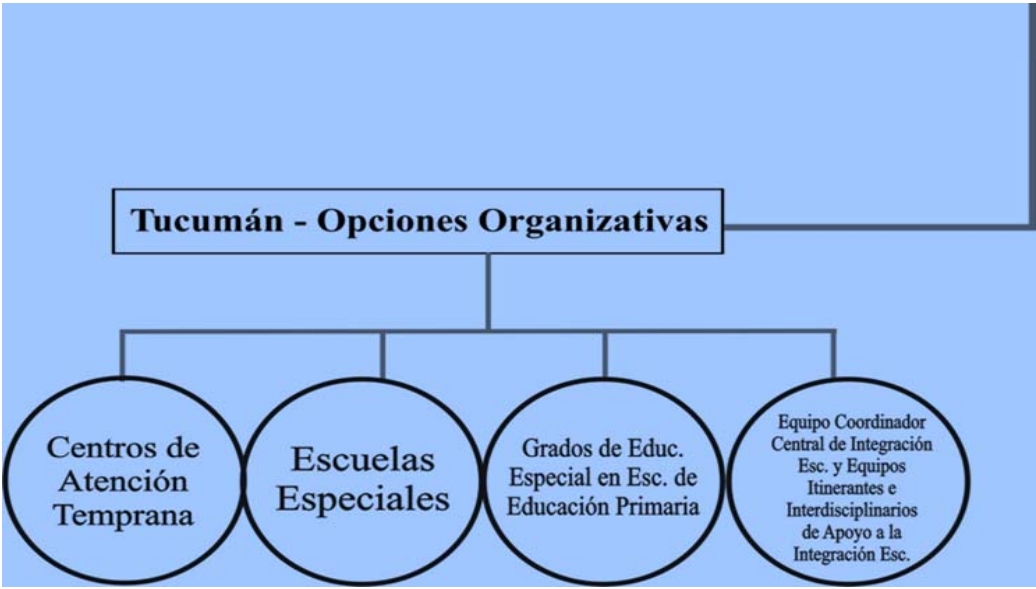 Tucumán - Opciones Organizativas
Centros de
Atención
Temprana
Escuelas
Especiales
Grados de Educ.
Especial en Esc. de
Educación Primaria
Equipo Coordinador
Central de Integración
Esc. y Equipos
Itinerantes e
Interdisciplinarios
de Apoyo a la
Integración Esc.